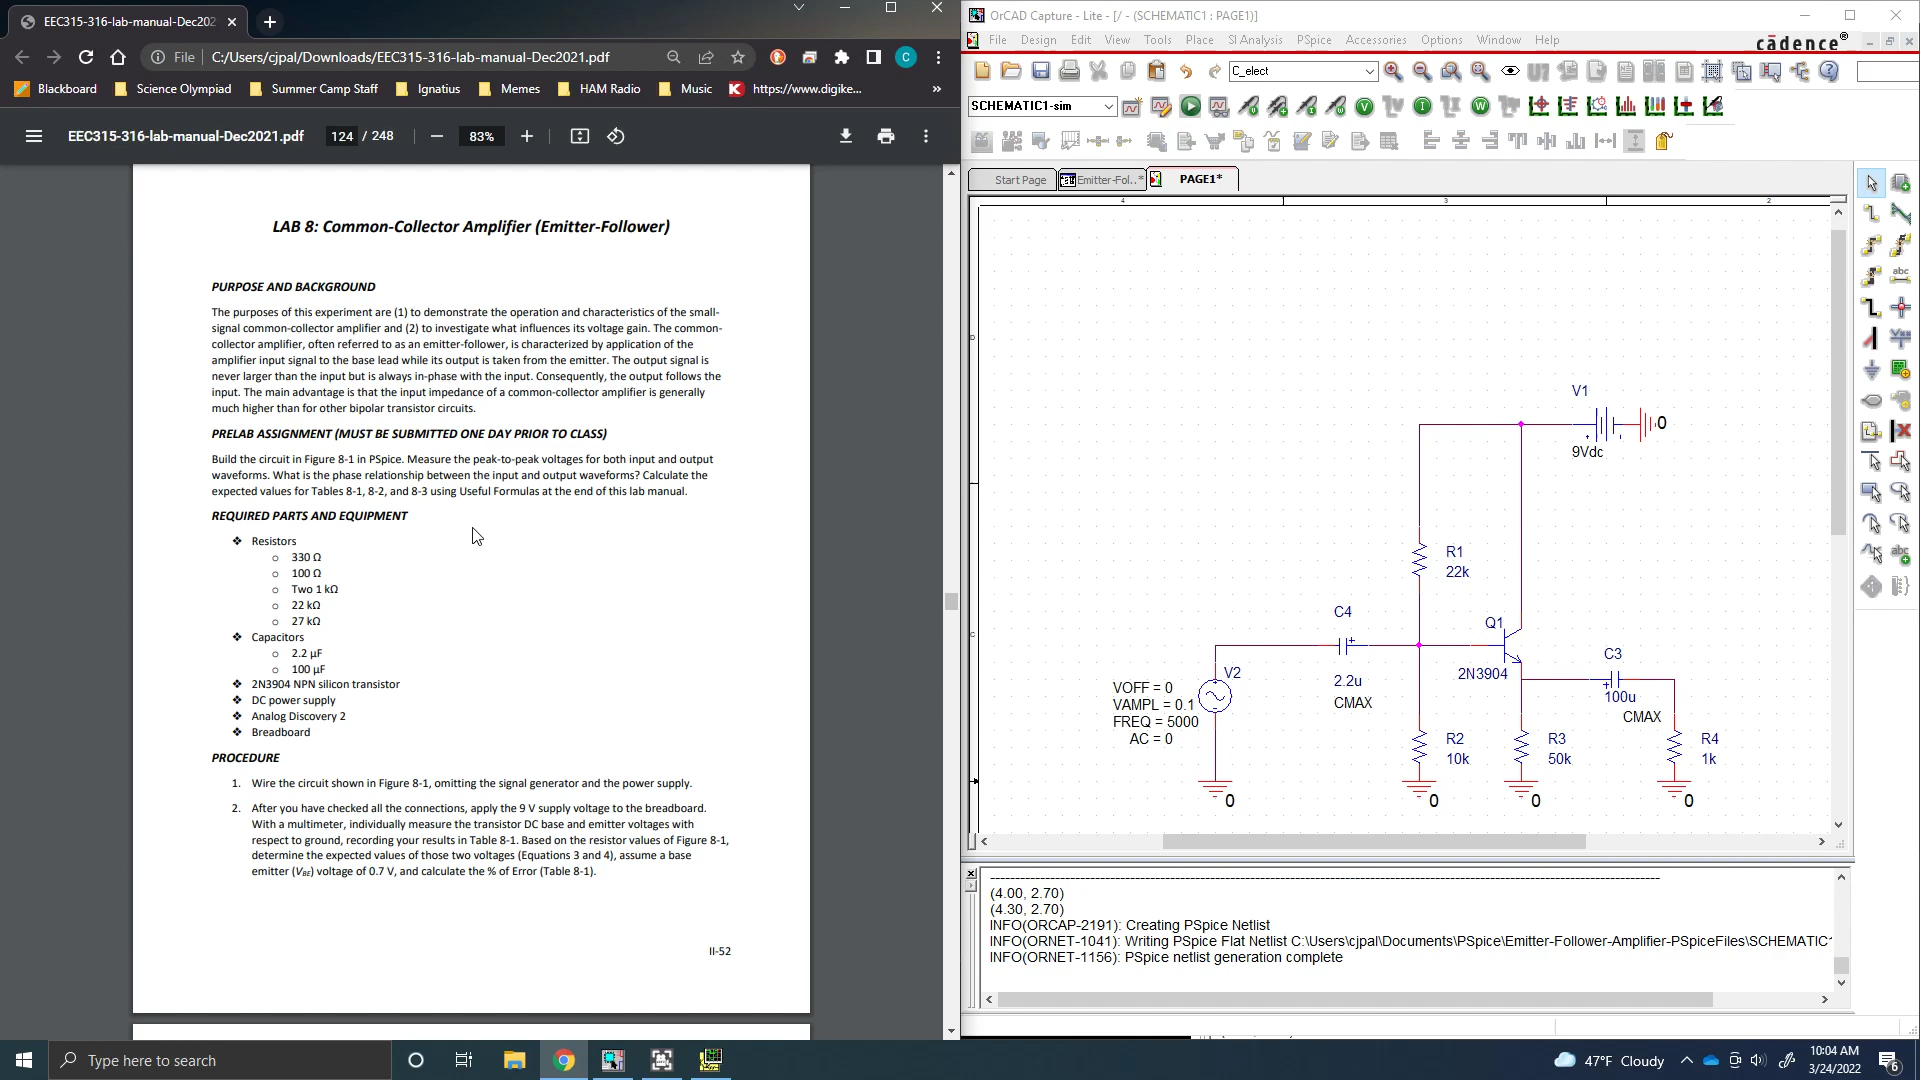 EEC315-316-lab-manual-Dec202
File
C:/Users/cjpal/Downloads/EEC315-316-lab-manual-Dec2021.pdf
C
Blackboard
Science Olympiad
Summer Camp Staff
Ignatius
Memes
HAM Radio
Music
https://www.digike...
»
EEC315-316-lab-manual-Dec2021.pdf
124 / 248
83%
LAB 8: Common-Collector Amplifier (Emitter-Follower)
PURPOSE AND BACKGROUND
The purposes of this experiment are (1) to demonstrate the operation and characteristics of the small-
signal common-collector amplifier and (2) to investigate what influences its voltage gain. The common-
collector amplifier, often referred to as an emitter-follower, is characterized by application of the
amplifier input signal to the base lead while its output is taken from the emitter. The output signal is
never larger than the input but is always in-phase with the input. Consequently, the output follows the
input. The main advantage is that the input impedance of a common-collector amplifier is generally
much higher than for other bipolar transistor circuits.
PRELAB ASSIGNMENT (MUST BE SUBMITTED ONE DAY PRIOR TO CLASS)
Build the circuit in Figure 8-1 in PSpice. Measure the peak-to-peak voltages for both input and output
waveforms. What is the phase relationship between the input and output waveforms? Calculate the
expected values for Tables 8-1, 8-2, and 8-3 using Useful Formulas at the end of this lab manual.
REQUIRED PARTS AND EQUIPMENT
❖ Resistors
o 330 Ω
o 100 Ω
o Two 1 kΩ
o 22 kΩ
o 27 kΩ
❖ Capacitors
o 2.2 µF
o 100 µF
❖ 2N3904 NPN silicon transistor
❖ DC power supply
❖ Analog Discovery 2
❖ Breadboard
PROCEDURE
1. Wire the circuit shown in Figure 8-1, omitting the signal generator and the power supply.
2. After you have checked all the connections, apply the 9 V supply voltage to the breadboard.
With a multimeter, individually measure the transistor DC base and emitter voltages with
respect to ground, recording your results in Table 8-1. Based on the resistor values of Figure 8-1,
determine the expected values of those two voltages (Equations 3 and 4), assume a base
emitter (VBE) voltage of 0.7 V, and calculate the % of Error (Table 8-1).
II-52
OrCAD Capture - Lite - [/ - (SCHEMATIC1 : PAGE1)]
File Design Edit View Tools Place SI Analysis PSpice Accessories Options Window Help
cādence®
C_elect
SCHEMATIC1-sim
V
I
W
Start Page
Emitter-Fol..*
PAGE1*
4
3
2
D
C
V1
0
9Vdc
R1
22k
C4
+
2.2u
CMAX
Q1
2N3904
C3
+
100u
CMAX
V2
VOFF = 0
VAMPL = 0.1
FREQ = 5000
AC = 0
R2
10k
R3
50k
R4
1k
0
0
0
0
abc
abc
(4.00, 2.70)
(4.30, 2.70)
INFO(ORCAP-2191): Creating PSpice Netlist
INFO(ORNET-1041): Writing PSpice Flat Netlist C:\Users\cjpal\Documents\PSpice\Emitter-Follower-Amplifier-PSpiceFiles\SCHEMATIC
INFO(ORNET-1156): PSpice netlist generation complete
Type here to search
47°F Cloudy
10:04 AM
3/24/2022
6